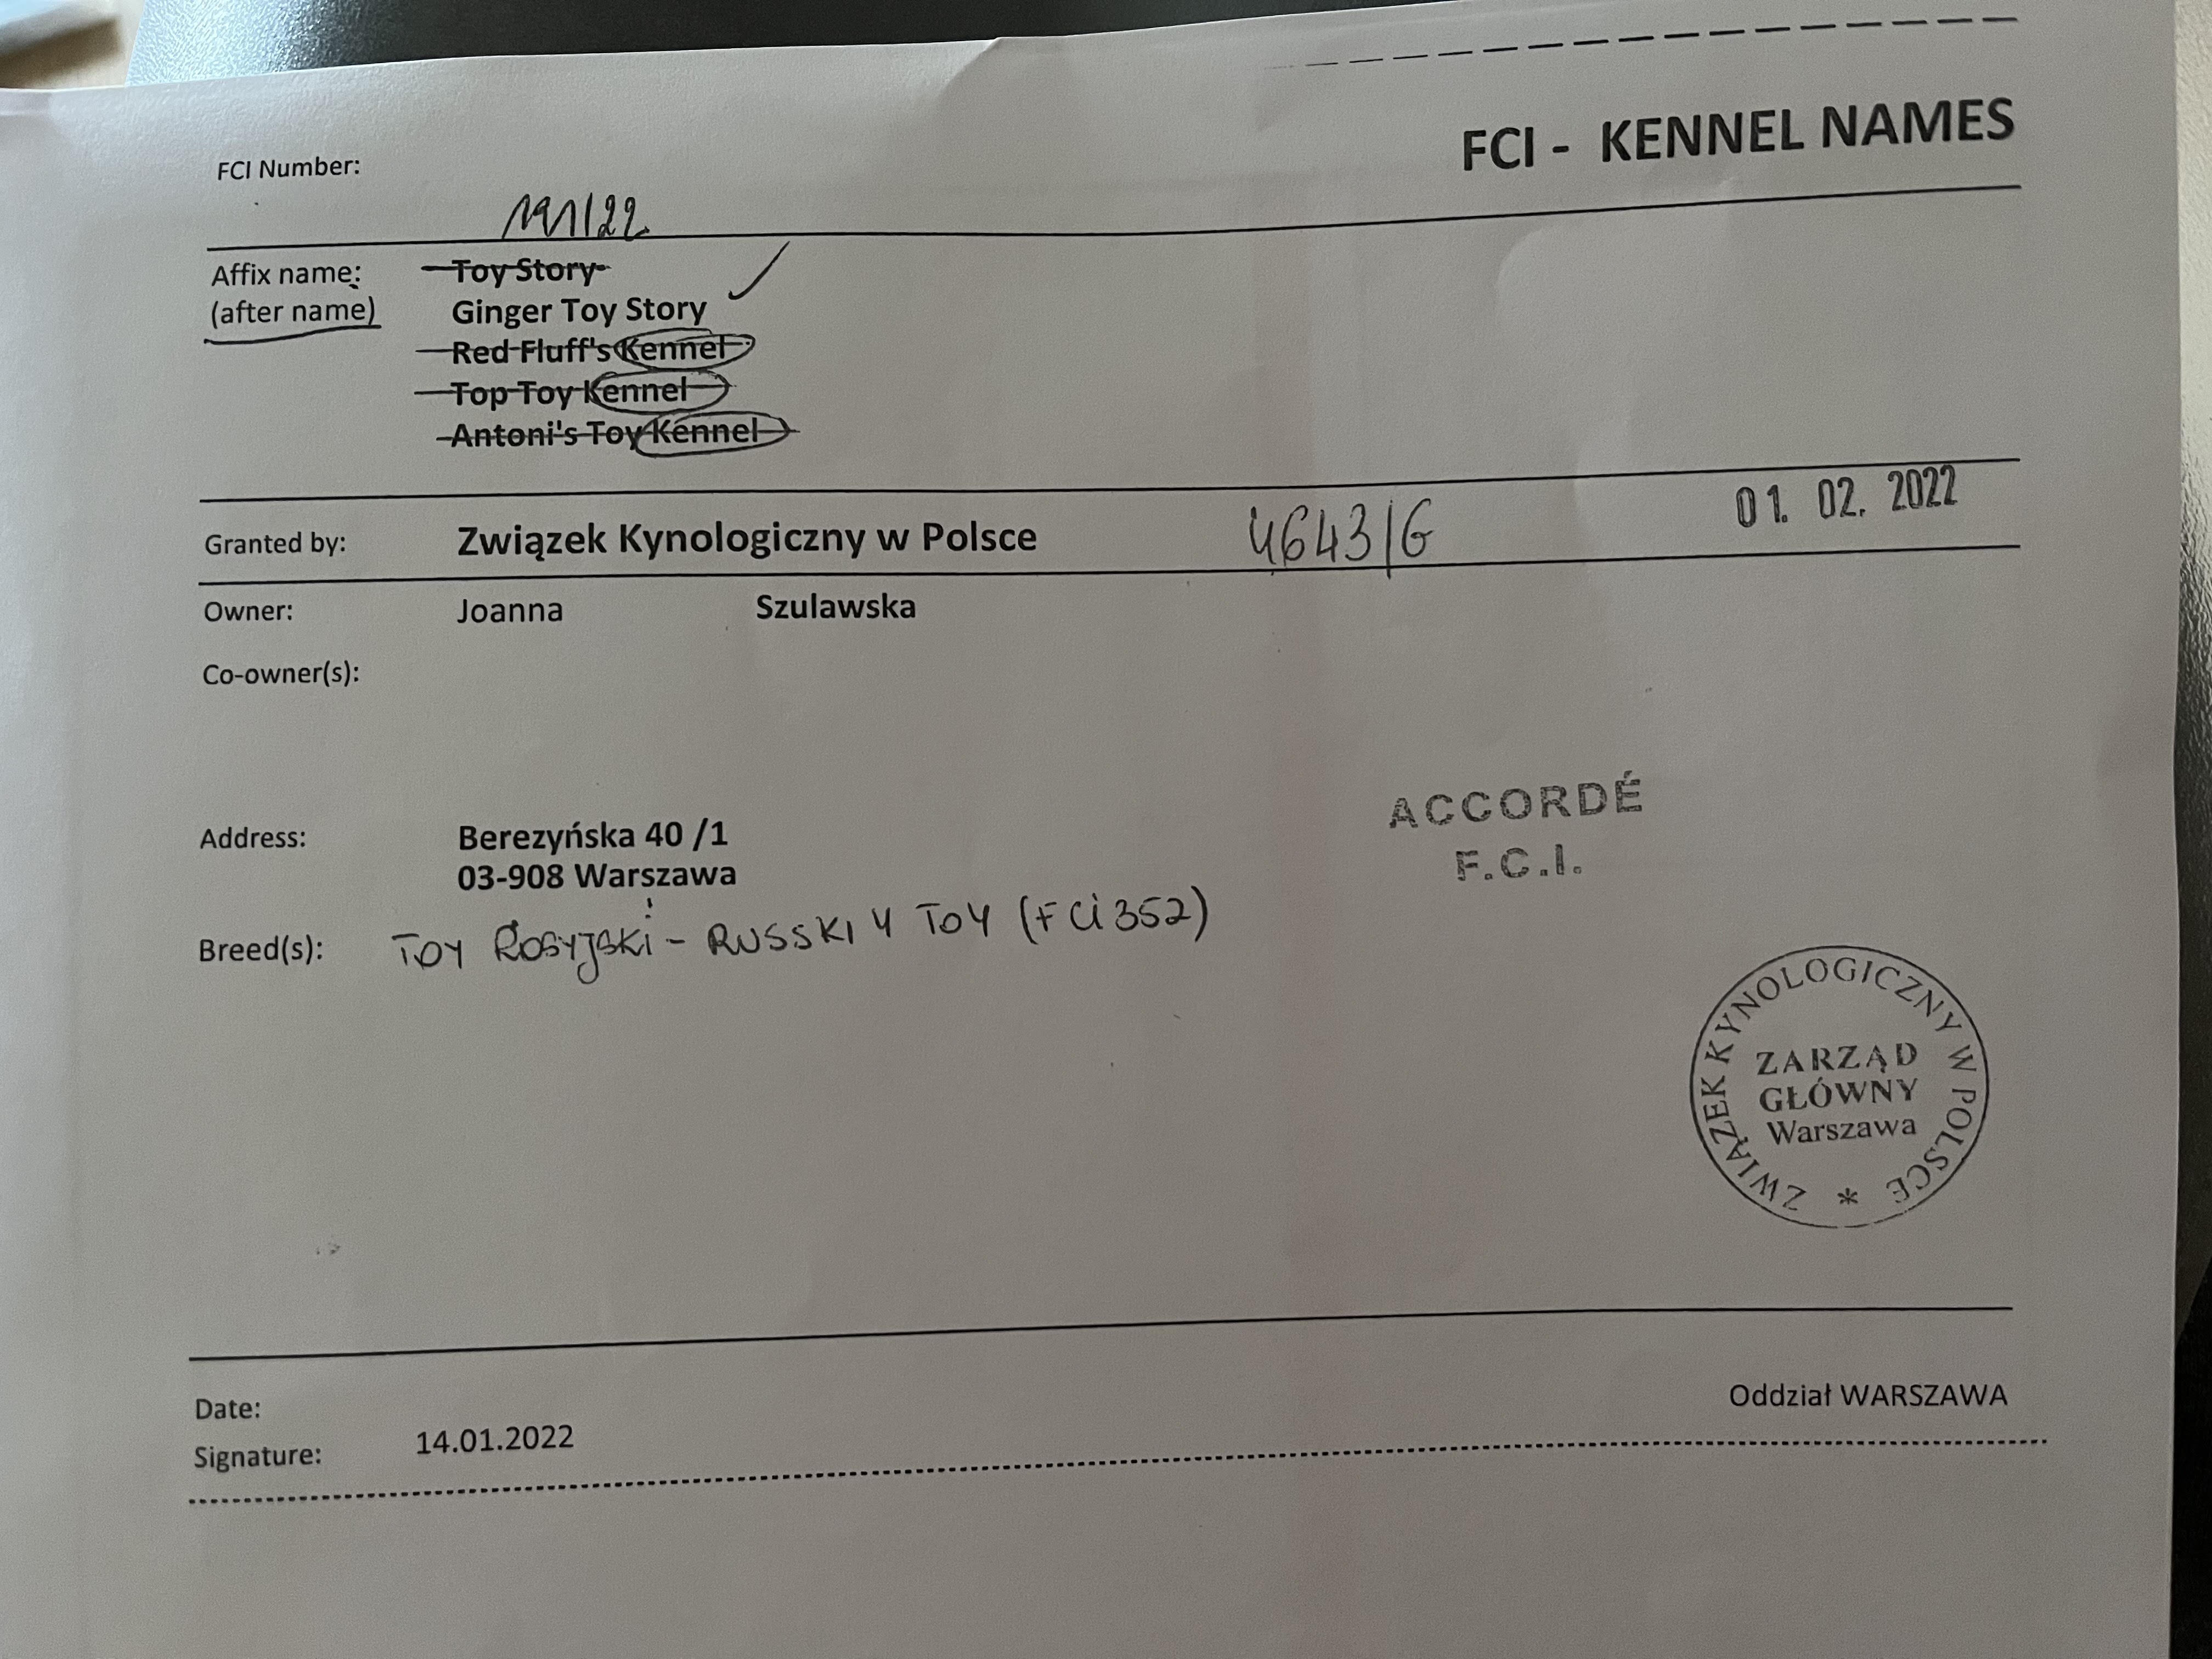 FCI - KENNEL NAMES
FCI Number:
191/22
Affix name: Toy Story
(after name) Ginger Toy Story
Red Fluff's Kennel
Top Toy Kennel
Antoni's Toy Kennel
Granted by: Związek Kynologiczny w Polsce 4643/G 01. 02. 2022
Owner: Joanna Szulawska
Co-owner(s):
ACCORDÉ
F.C.I.
Address: Berezyńska 40 /1
03-908 Warszawa
Breed(s): TOY ROSYJSKi - RUSSKIY TOY (FCi 352)
ZWIĄZEK KYNOLOGICZNY W POLSCE *
ZARZĄD
GŁÓWNY
Warszawa
Date:
Oddział WARSZAWA
Signature: 14.01.2022